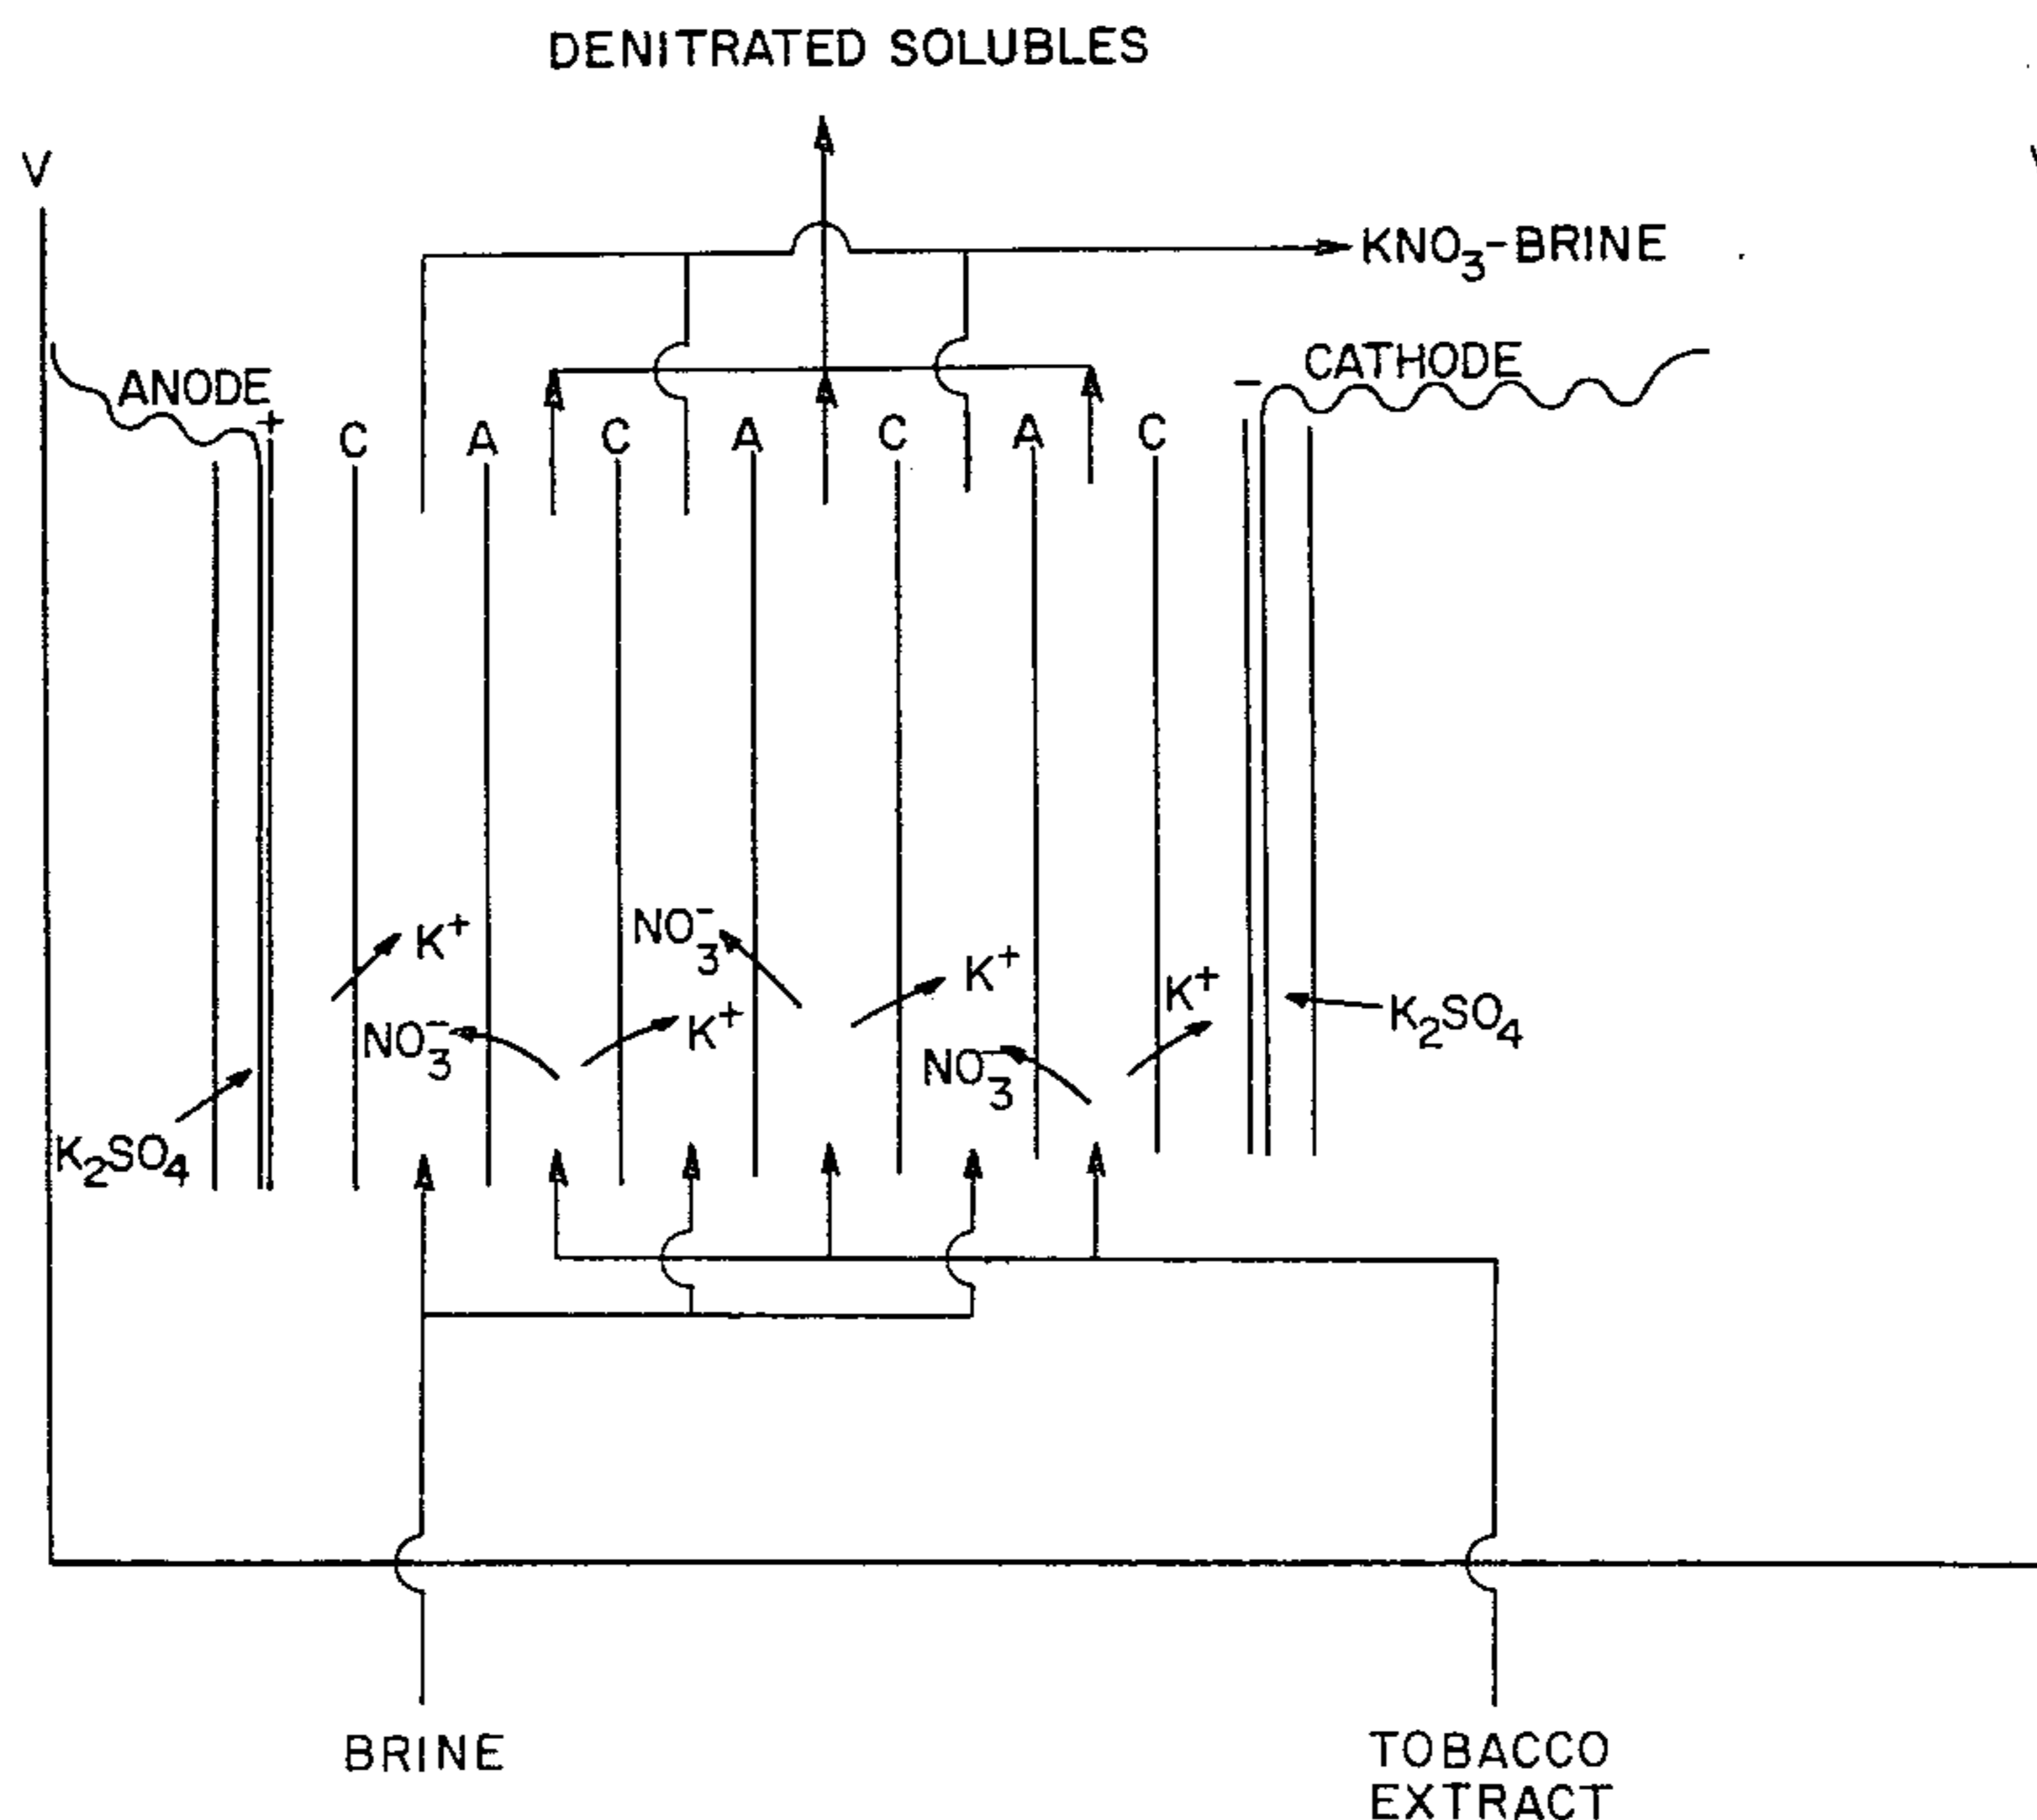 DENITRATED SOLUBLES
V
V
KNO3-BRINE
ANODE
CATHODE
+
-
C
A
C
A
C
A
C
K+
NO3-
K+
K+
NO3-
K+
NO3-
K+
K2SO4
K2SO4
BRINE
TOBACCO
EXTRACT